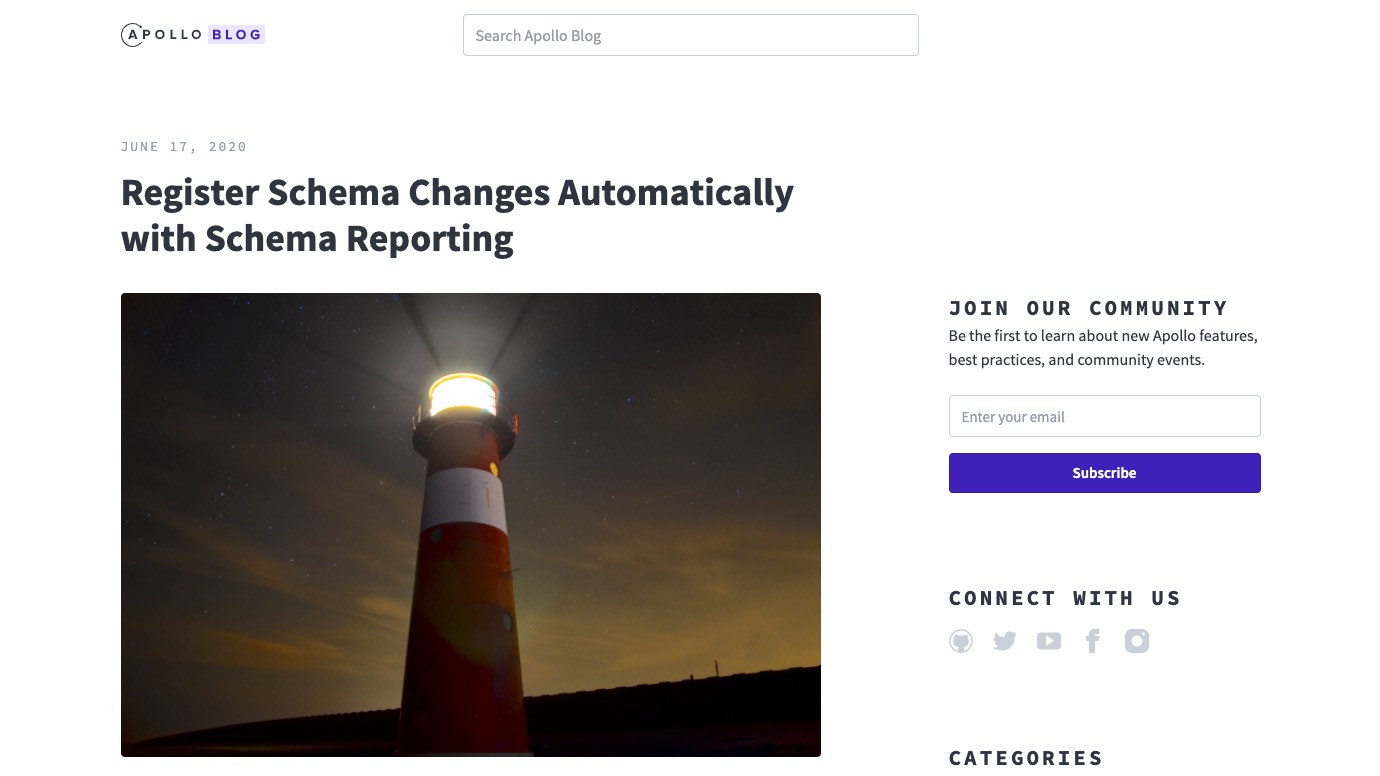 APOLLO BLOG
Search Apollo Blog
JUNE 17, 2020
Register Schema Changes Automatically
with Schema Reporting
JOIN OUR COMMUNITY
Be the first to learn about new Apollo features,
best practices, and community events.
Enter your email
Subscribe
CONNECT WITH US
CATEGORIES